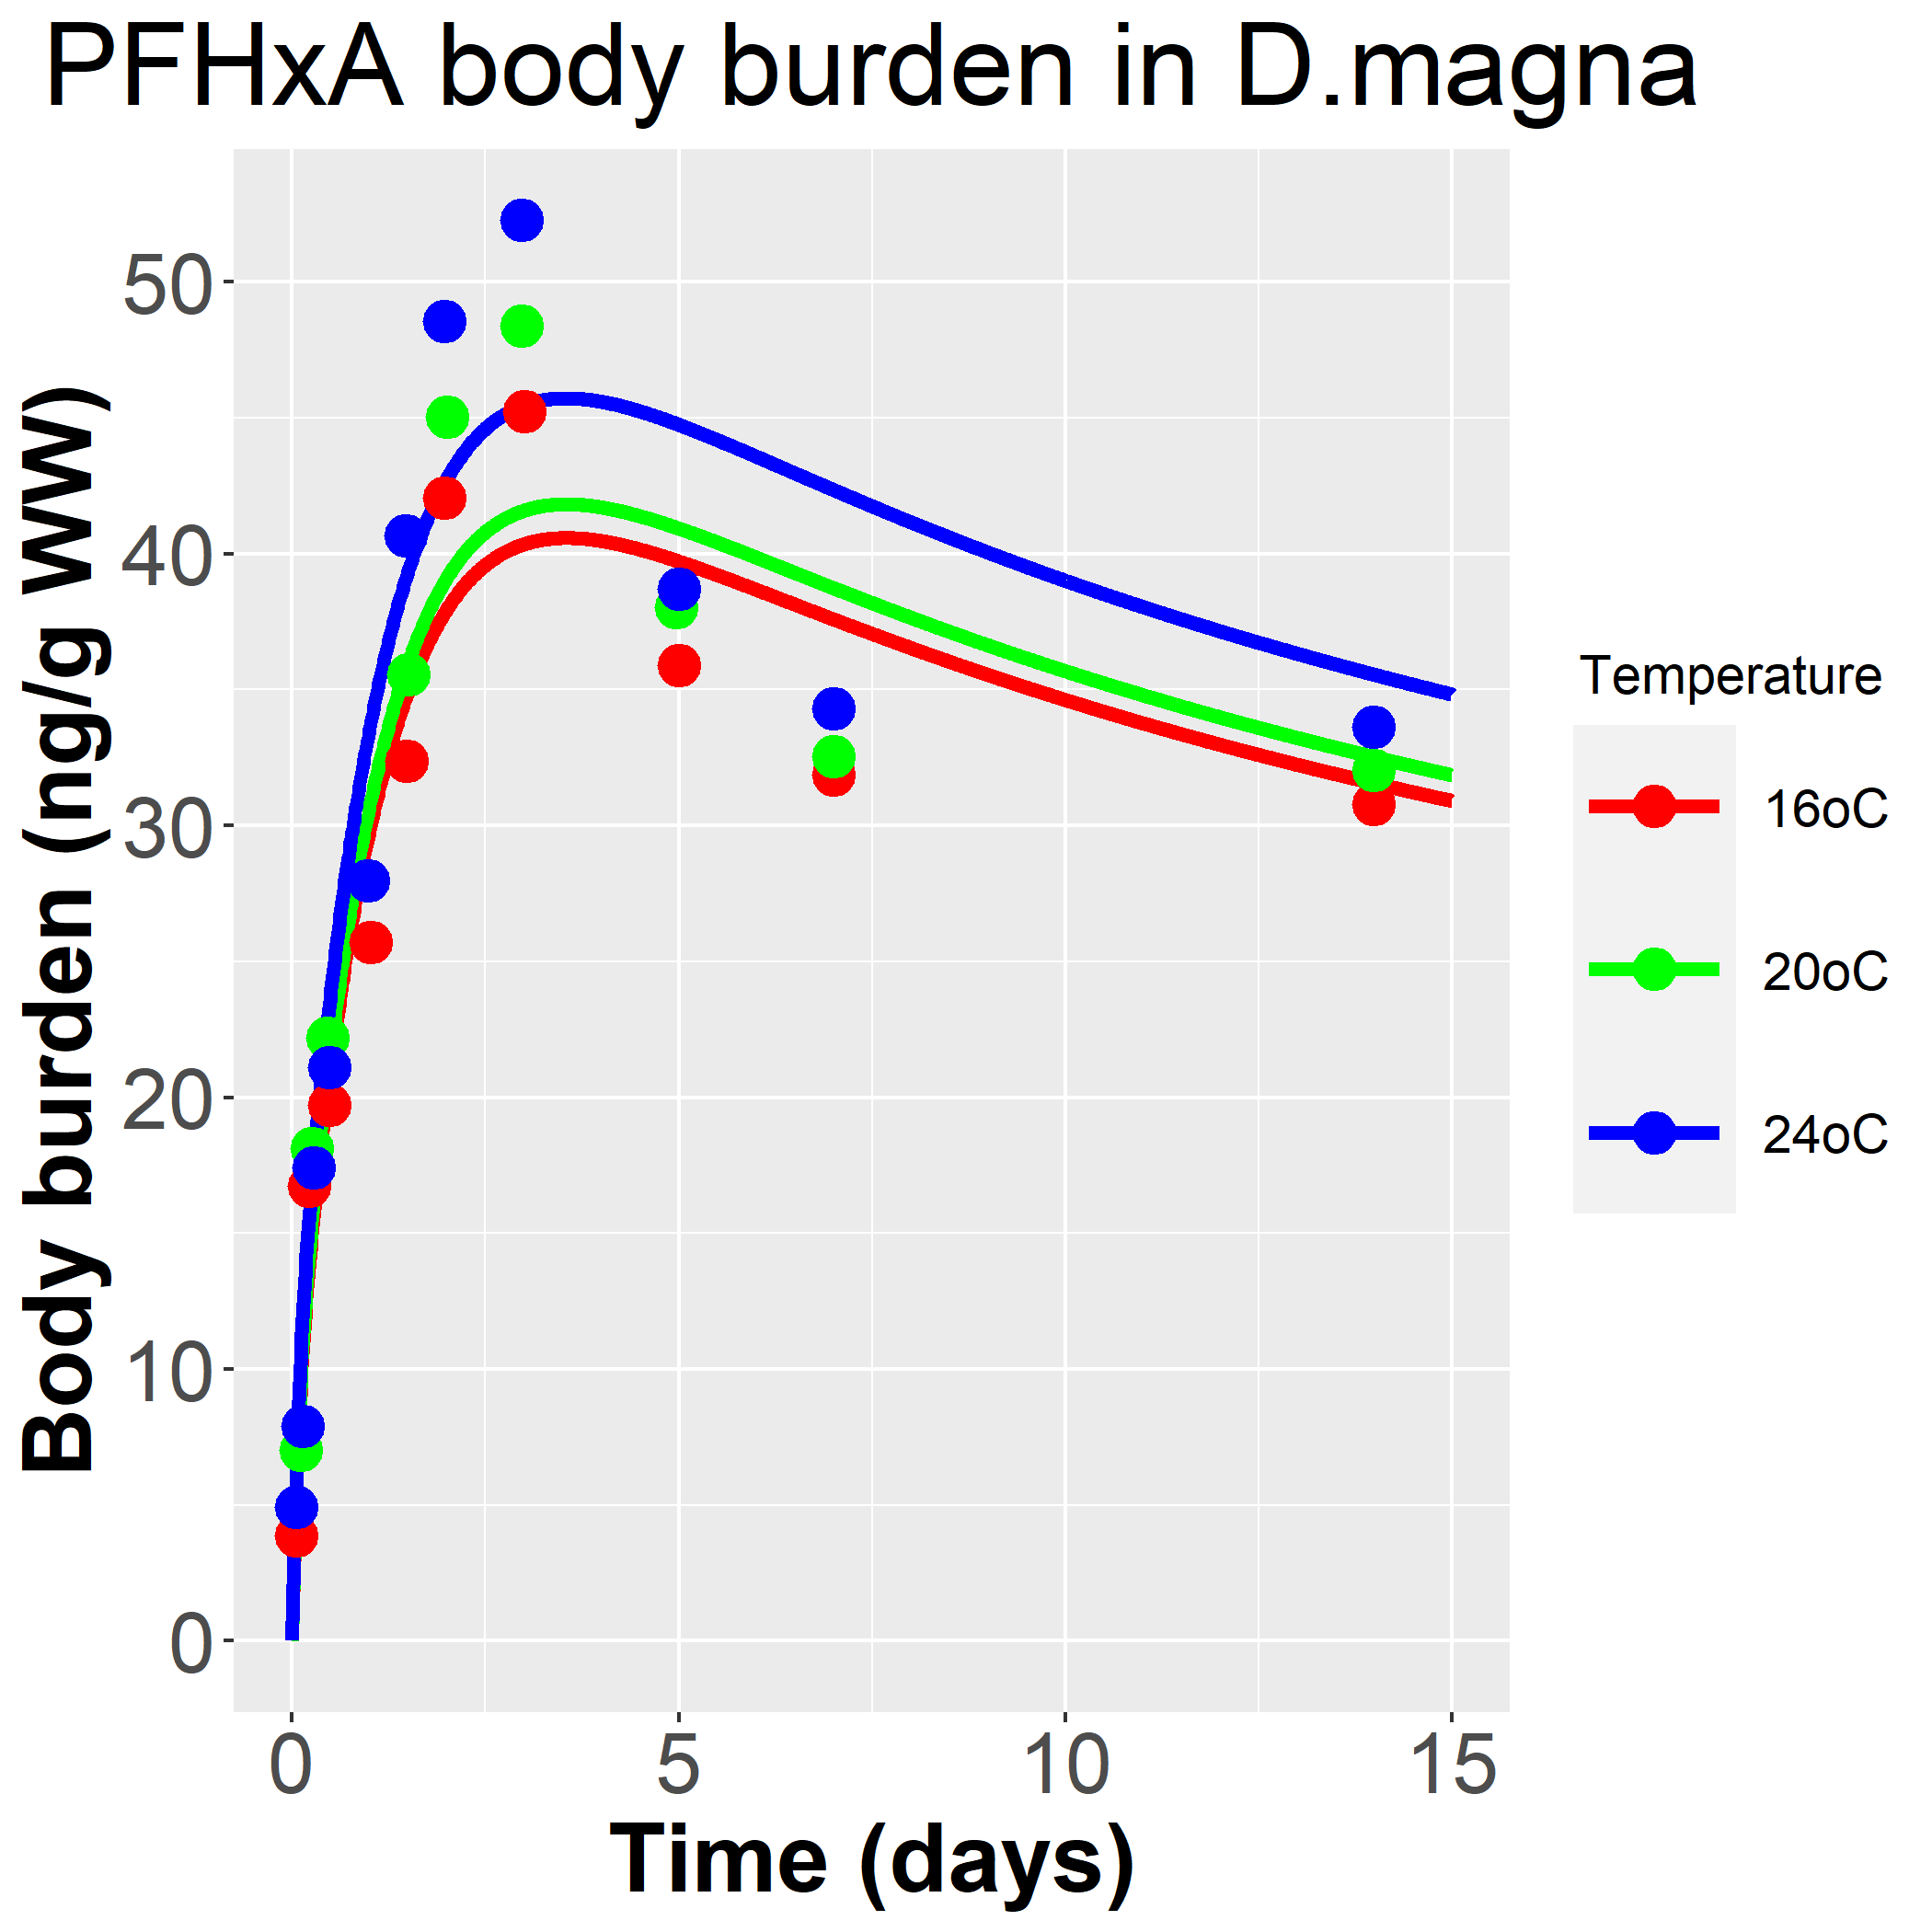 PFHxA body burden in D.magna
Body burden (ng/g WW)
50
40
30
20
10
0
0 5 10 15
Time (days)
Temperature
16oC
20oC
24oC